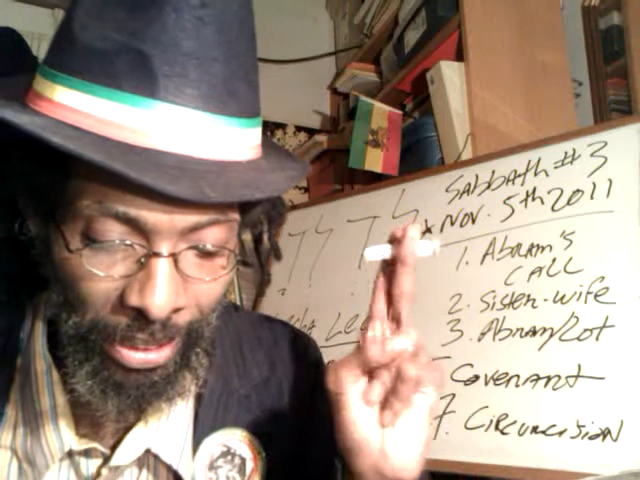 Sabbath #3
Nov. 5th 2011
1. Abram's
Call
2. Sister-wife
3. Abram/Lot
Covenant
7. Circumcision